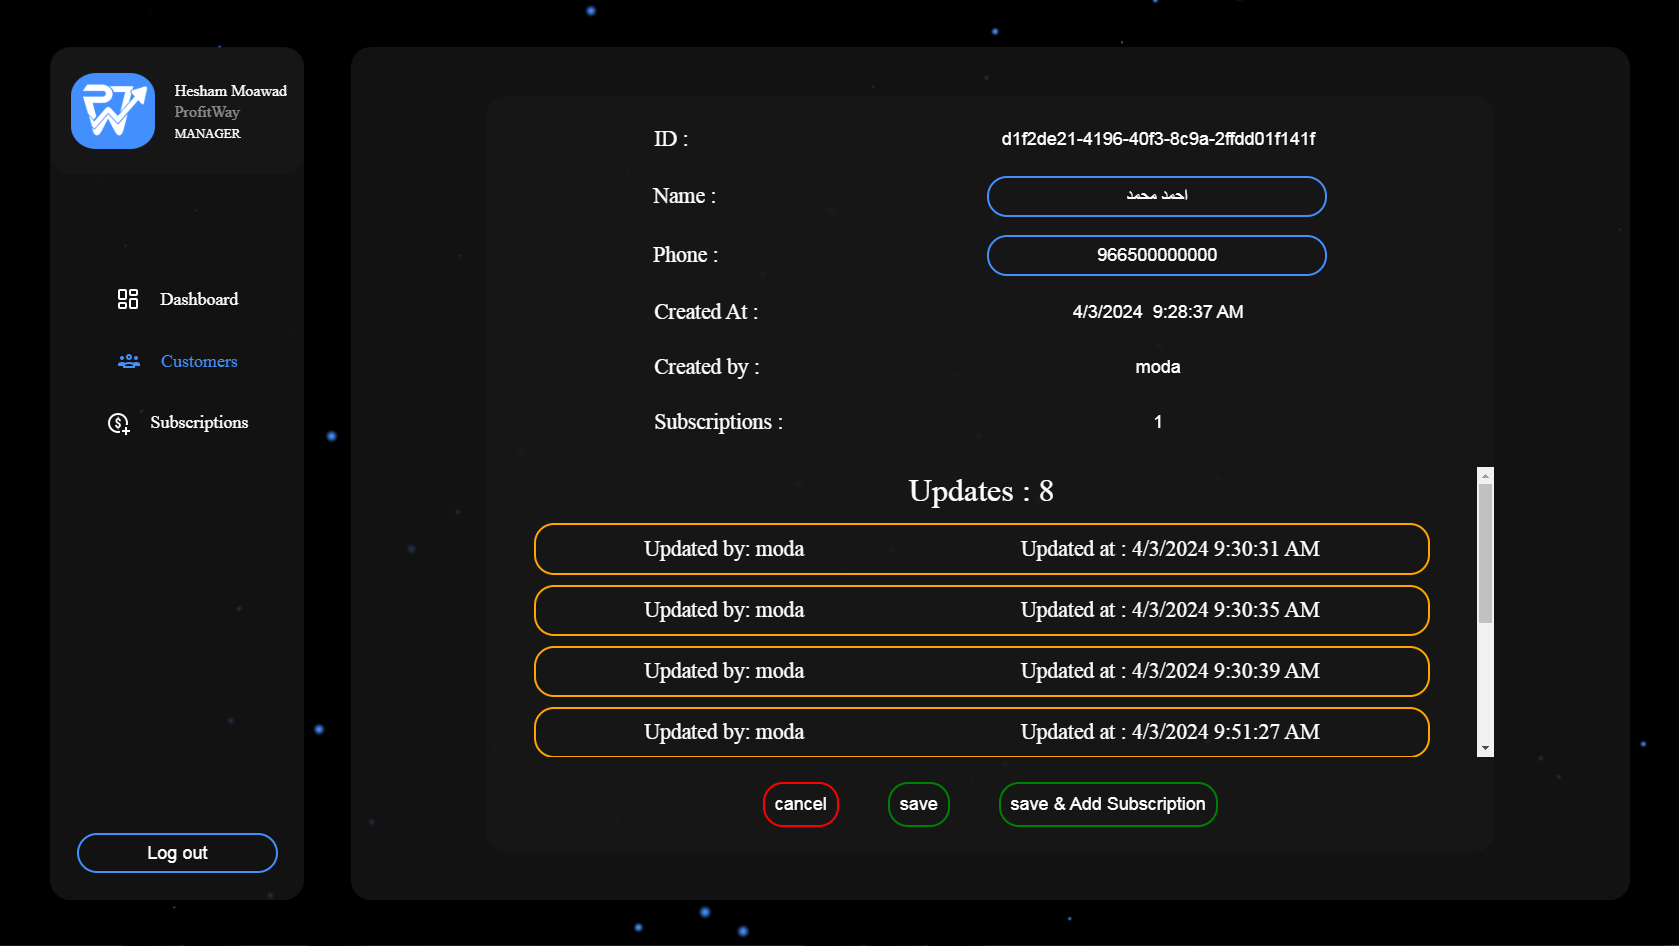 Hesham Moawad
ProfitWay
MANAGER
Dashboard
Customers
Subscriptions
Log out
ID : d1f2de21-4196-40f3-8c9a-2ffdd01f141f
Name : احمد محمد
Phone : 966500000000
Created At : 4/3/2024 9:28:37 AM
Created by : moda
Subscriptions : 1
Updates : 8
Updated by: moda Updated at : 4/3/2024 9:30:31 AM
Updated by: moda Updated at : 4/3/2024 9:30:35 AM
Updated by: moda Updated at : 4/3/2024 9:30:39 AM
Updated by: moda Updated at : 4/3/2024 9:51:27 AM
cancel save save & Add Subscription